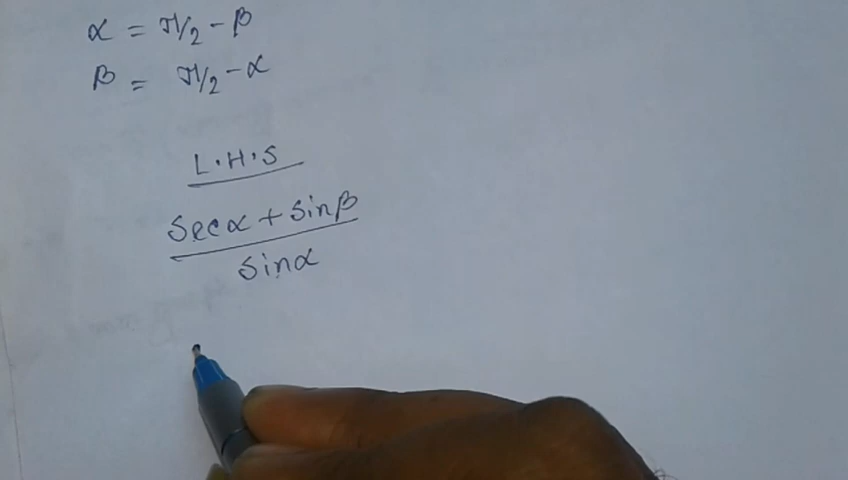 α = π/2 - β
β = π/2 - α
L.H.S
secα + sinβ
sinα